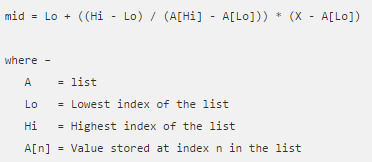 mid = Lo + ((Hi - Lo) / (A[Hi] - A[Lo])) * (X - A[Lo])
where –
A = list
Lo = Lowest index of the list
Hi = Highest index of the list
A[n] = Value stored at index n in the list